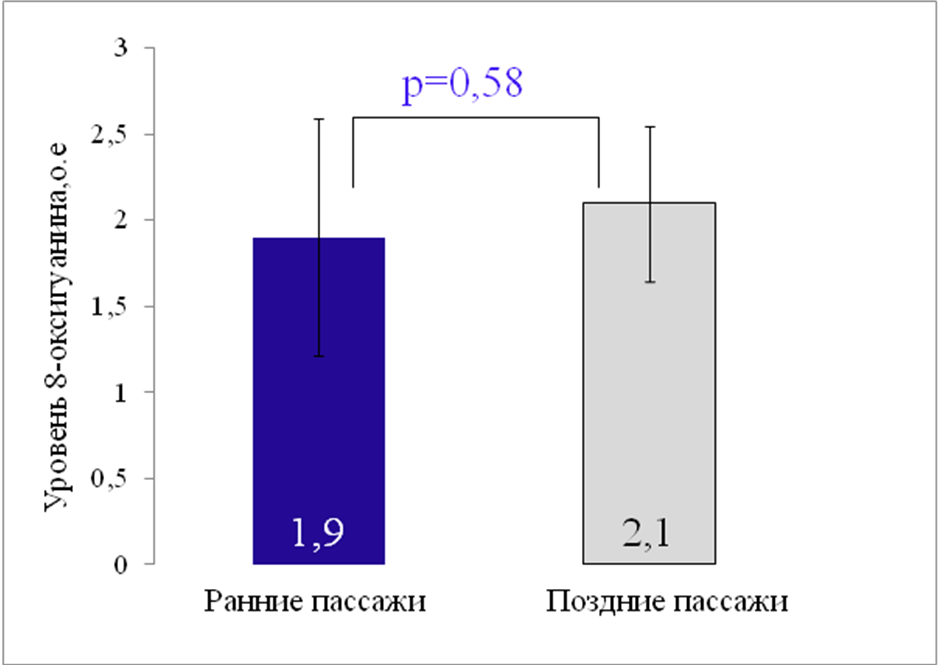 Уровень 8-оксигуанина,о.е
3
2,5
2
1,5
1
0,5
0
p=0,58
1,9
2,1
Ранние пассажи
Поздние пассажи